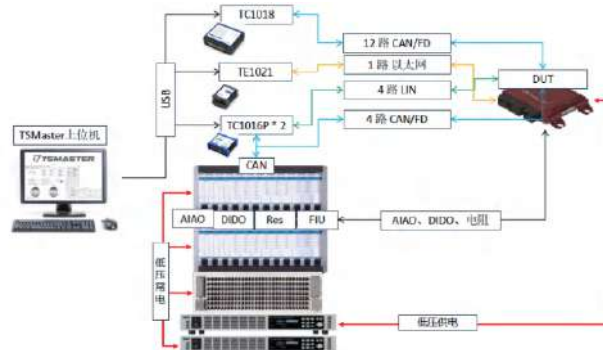 TC1018
12 路 CAN/FD
TE1021
1 路 以太网
DUT
USB
4 路 LIN
TSMaster上位机
TC1016P * 2
4 路 CAN/FD
TSMASTER
CAN
AIAO
DIDO
Res
FIU
AIAO、DIDO、电阻
低压常电
低压供电